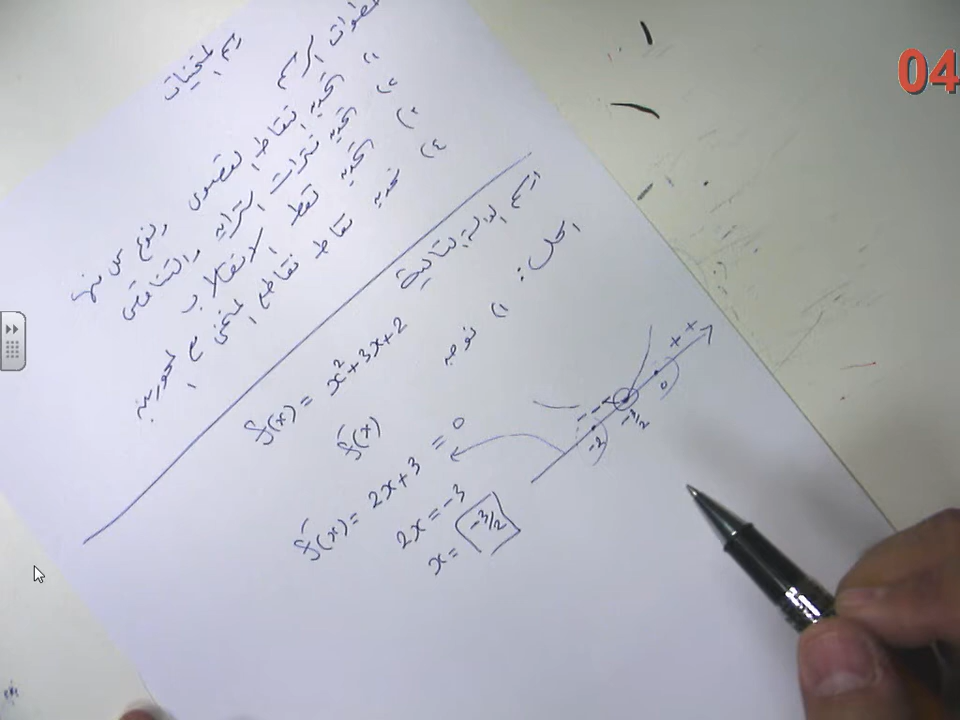 رسم المنحنيات
خطوات الرسم
١) تحديد النقاط القصوى ونوع كل منها
٢) تحديد فترات التزايد والتناقص
٣) تحديد نقط الانقلاب
٤) تحديد نقاط تقاطع المنحنى مع المحورين
ارسم الدالة التالية
f(x) = x²+3x+2
الحل:
١) نوجد f'(x)
f'(x) = 2x+3 = 0
2x = -3
x = -3/2
-- ++
-2 -3/2 0
04